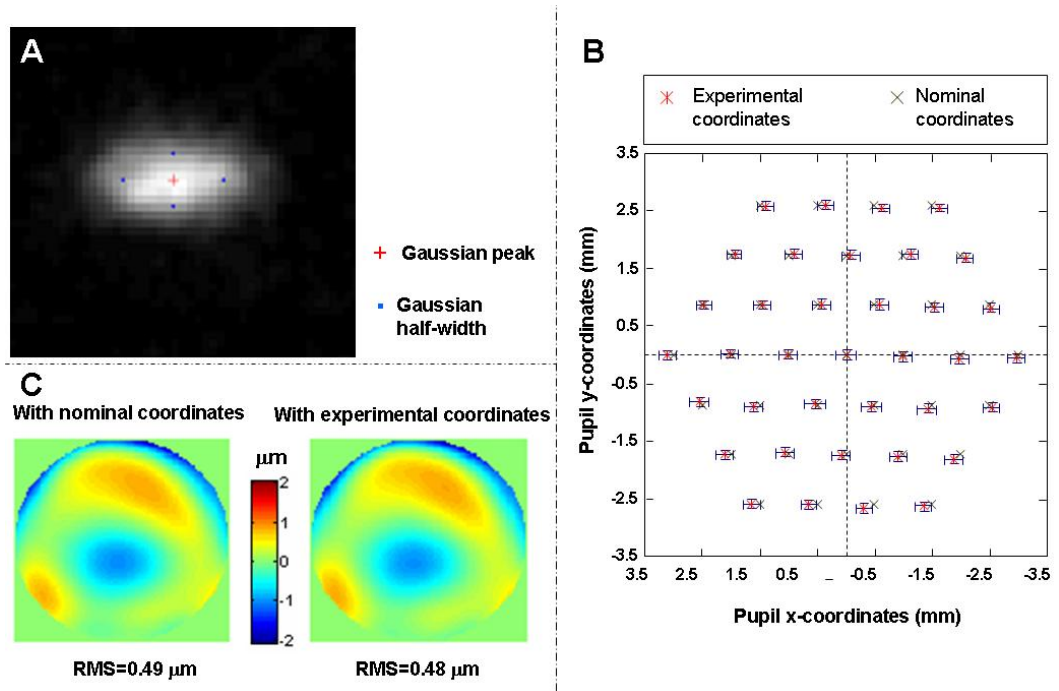 A
Gaussian peak
Gaussian
half-width
B
Experimental
coordinates
Nominal
coordinates
3.5
2.5
1.5
0.5
-0.5
-1.5
-2.5
-3.5
Pupil y-coordinates (mm)
3.5 2.5 1.5 0.5 _ -0.5 -1.5 -2.5 -3.5
Pupil x-coordinates (mm)
C
With nominal coordinates
With experimental coordinates
μm
2
1
0
-1
-2
RMS=0.49 μm
RMS=0.48 μm